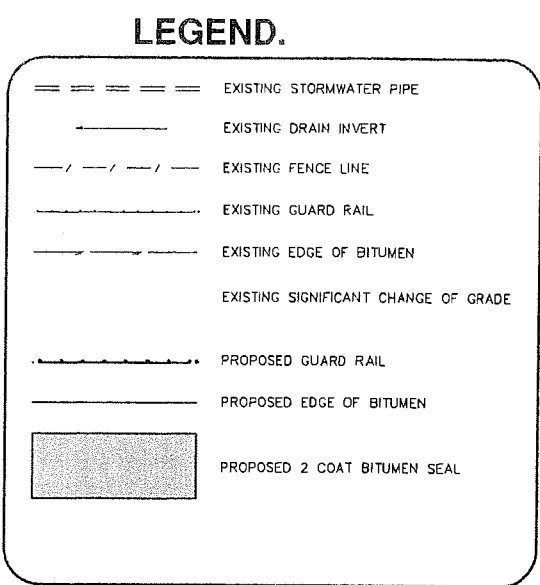 LEGEND.
EXISTING STORMWATER PIPE
EXISTING DRAIN INVERT
EXISTING FENCE LINE
EXISTING GUARD RAIL
EXISTING EDGE OF BITUMEN
EXISTING SIGNIFICANT CHANGE OF GRADE
PROPOSED GUARD RAIL
PROPOSED EDGE OF BITUMEN
PROPOSED 2 COAT BITUMEN SEAL